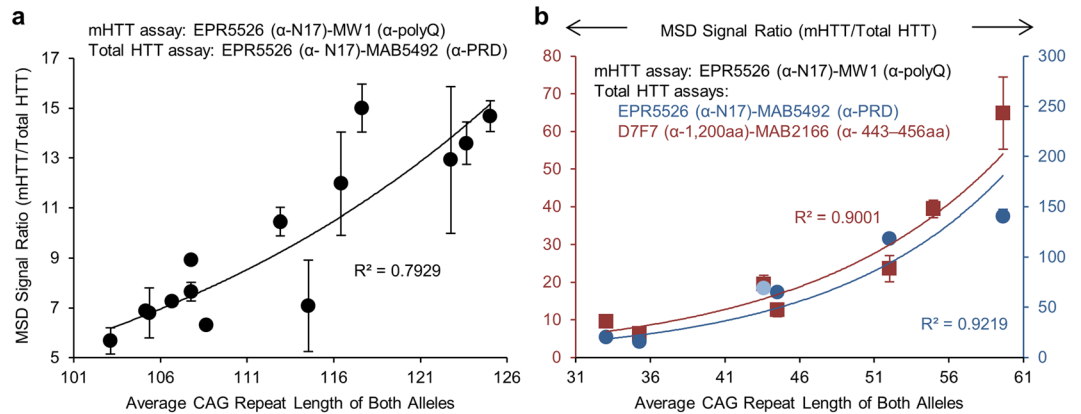 a
mHTT assay: EPR5526 (α-N17)-MW1 (α-polyQ)
Total HTT assay: EPR5526 (α- N17)-MAB5492 (α-PRD)
MSD Signal Ratio (mHTT/Total HTT)
17
15
13
11
9
7
5
R² = 0.7929
101
106
111
116
121
126
Average CAG Repeat Length of Both Alleles
b
MSD Signal Ratio (mHTT/Total HTT)
mHTT assay: EPR5526 (α-N17)-MW1 (α-polyQ)
Total HTT assays:
EPR5526 (α-N17)-MAB5492 (α-PRD)
D7F7 (α-1,200aa)-MAB2166 (α- 443–456aa)
80
70
60
50
40
30
20
10
0
R² = 0.9001
R² = 0.9219
300
250
200
150
100
50
0
31
36
41
46
51
56
61
Average CAG Repeat Length of Both Alleles